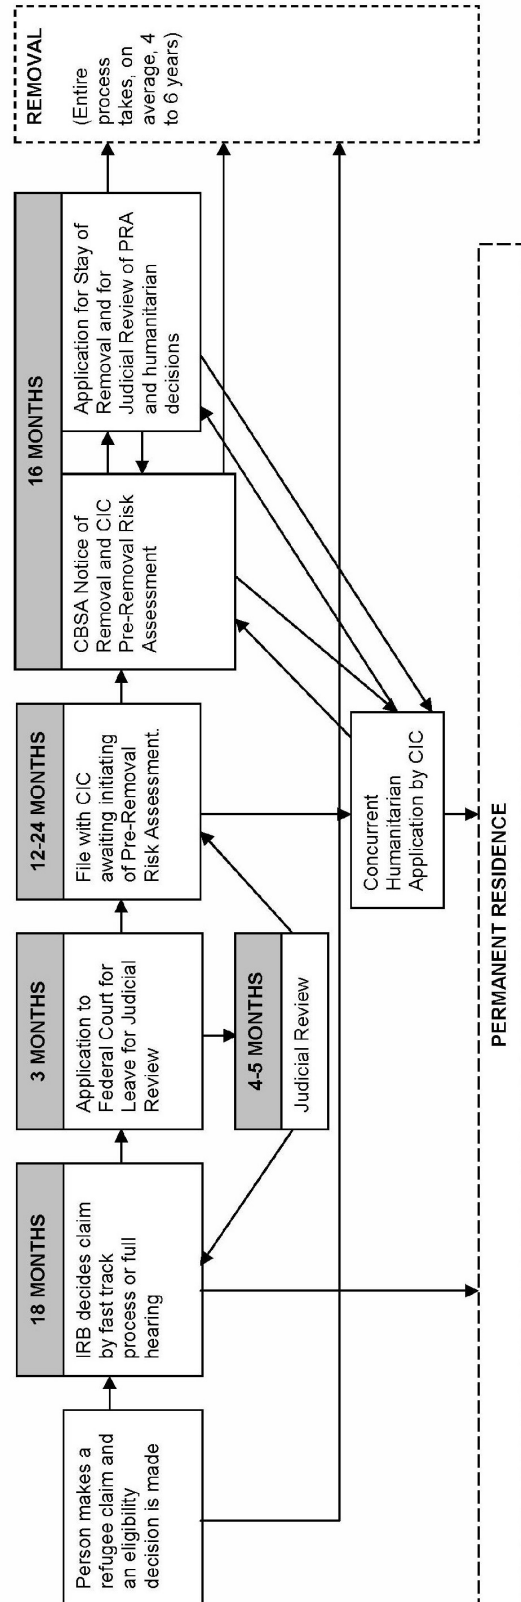 Person makes a
refugee claim and
an eligibility
decision is made
18 MONTHS
IRB decides claim
by fast track
process or full
hearing
3 MONTHS
Application to
Federal Court for
Leave for Judicial
Review
4-5 MONTHS
Judicial Review
12-24 MONTHS
File with CIC
awaiting initiating
of Pre-Removal
Risk Assessment.
16 MONTHS
CBSA Notice of
Removal and CIC
Pre-Removal Risk
Assessment
Application for Stay of
Removal and for
Judicial Review of PRA
and humanitarian
decisions
REMOVAL
(Entire
process
takes, on
average, 4
to 6 years)
Concurrent
Humanitarian
Application by CIC
PERMANENT RESIDENCE